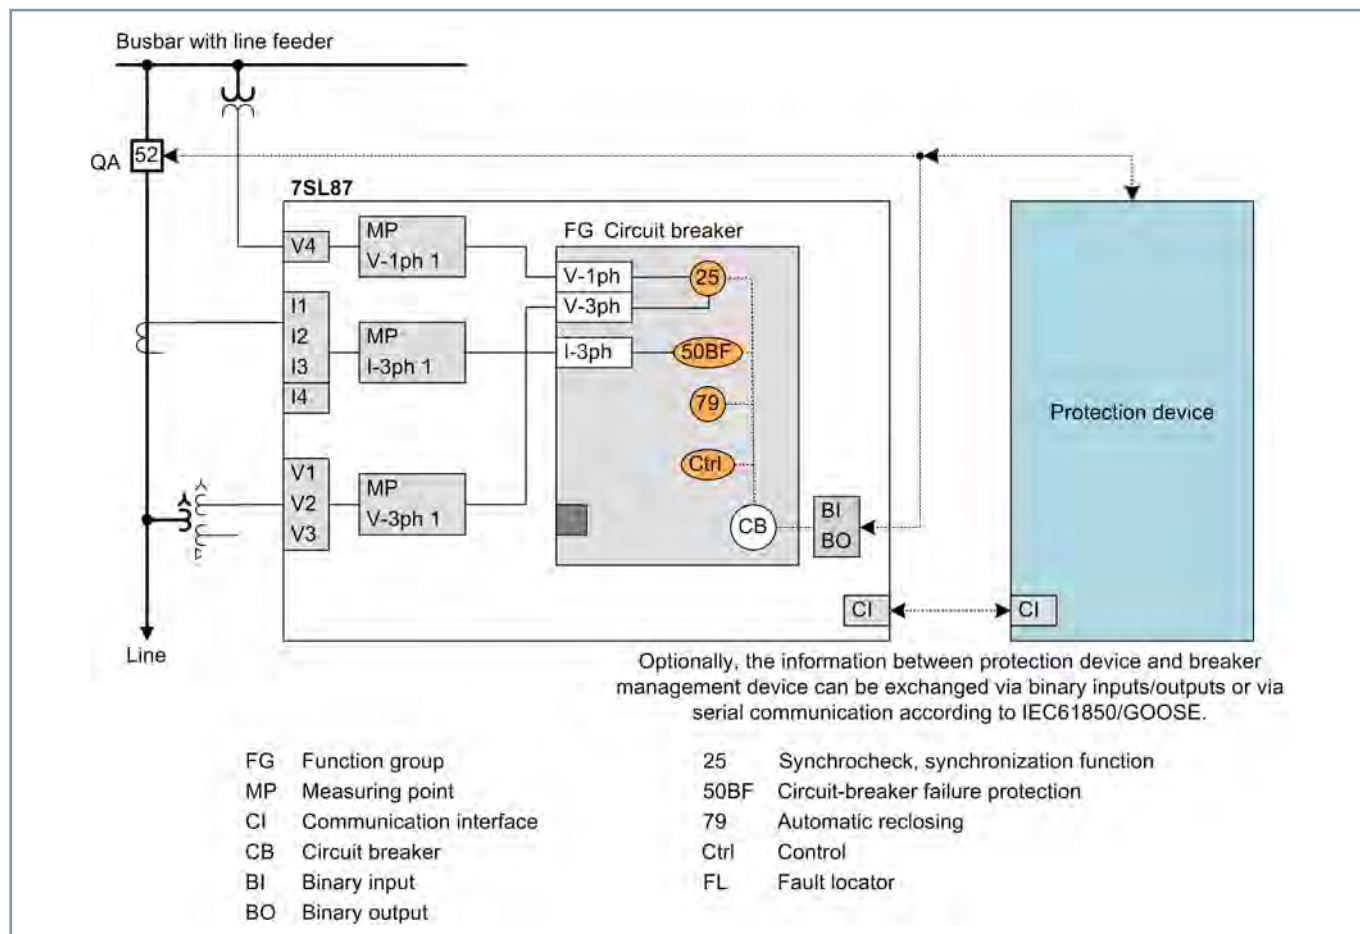 Busbar with line feeder
QA
52
7SL87
V4
MP
V-1ph 1
FG Circuit breaker
V-1ph
25
V-3ph
I1
I2
I3
I4
MP
I-3ph 1
I-3ph
50BF
79
Ctrl
Protection device
V1
V2
V3
MP
V-3ph 1
CB
BI
BO
CI
CI
Line
Optionally, the information between protection device and breaker
management device can be exchanged via binary inputs/outputs or via
serial communication according to IEC61850/GOOSE.
FG Function group
MP Measuring point
CI Communication interface
CB Circuit breaker
BI Binary input
BO Binary output
25 Synchrocheck, synchronization function
50BF Circuit-breaker failure protection
79 Automatic reclosing
Ctrl Control
FL Fault locator